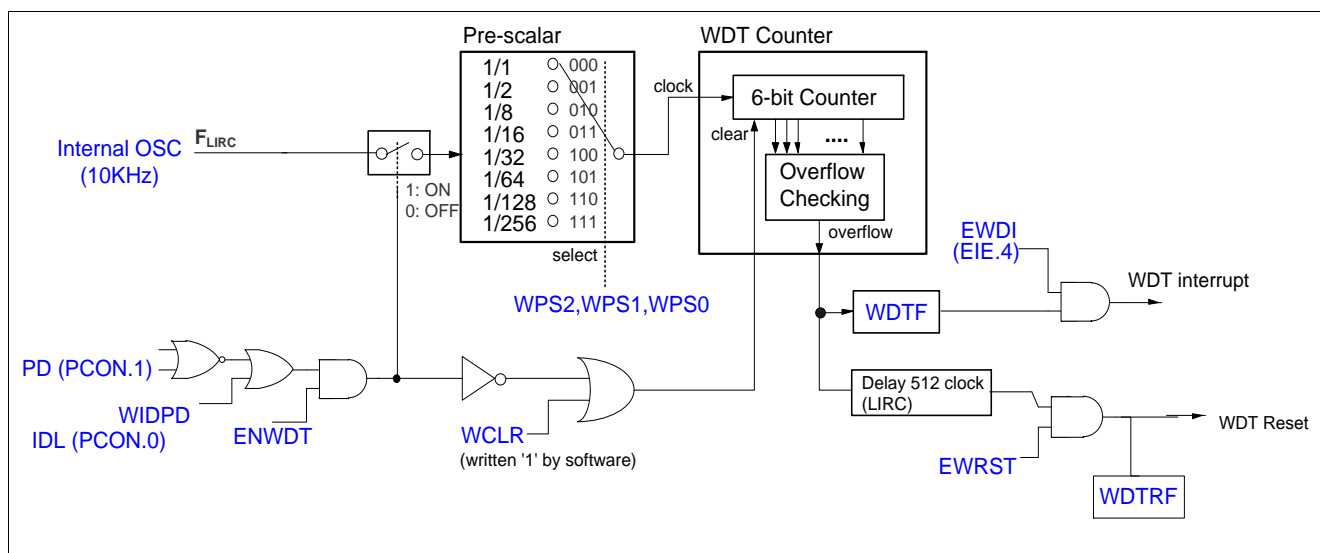 Pre-scalar
WDT Counter
1/1 000
1/2 001
1/8 010
1/16 011
1/32 100
1/64 101
1/128 110
1/256 111
select
WPS2,WPS1,WPS0
Internal OSC
(10KHz)
FLIRC
1: ON
0: OFF
clock
6-bit Counter
clear
....
Overflow
Checking
overflow
EWDI
(EIE.4)
WDT interrupt
WDTF
PD (PCON.1)
WIDPD
IDL (PCON.0)
ENWDT
WCLR
(written '1' by software)
Delay 512 clock
(LIRC)
EWRST
WDT Reset
WDTRF